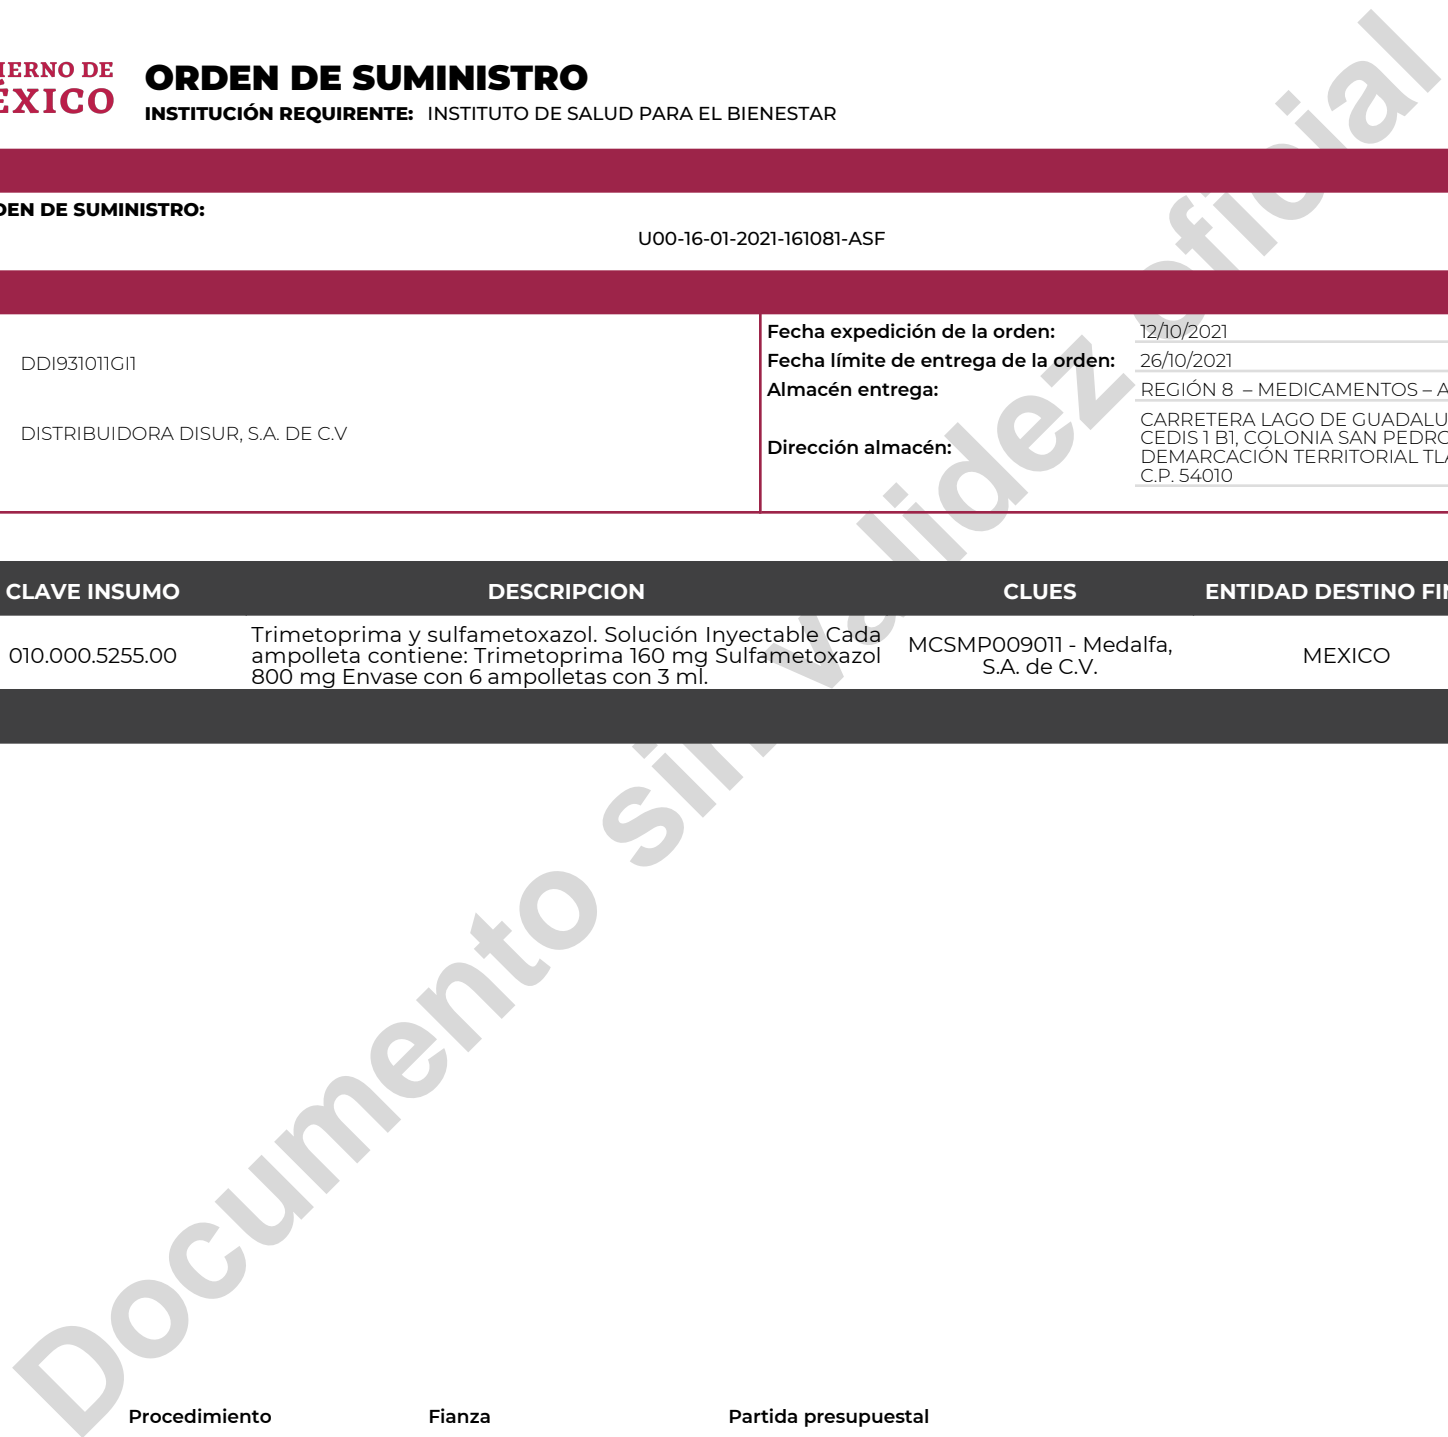 IERNO DE
ÉXICO
ORDEN DE SUMINISTRO
INSTITUCIÓN REQUIRENTE: INSTITUTO DE SALUD PARA EL BIENESTAR
DEN DE SUMINISTRO:
U00-16-01-2021-161081-ASF
DDI931011GI1
DISTRIBUIDORA DISUR, S.A. DE C.V
Fecha expedición de la orden: 12/10/2021
Fecha límite de entrega de la orden: 26/10/2021
Almacén entrega: REGIÓN 8 – MEDICAMENTOS – A
Dirección almacén:
CARRETERA LAGO DE GUADALU
CEDIS 1 B1, COLONIA SAN PEDRO
DEMARCACIÓN TERRITORIAL TLA
C.P. 54010
CLAVE INSUMO DESCRIPCION CLUES ENTIDAD DESTINO FIN
010.000.5255.00
Trimetoprima y sulfametoxazol. Solución Inyectable Cada
ampolleta contiene: Trimetoprima 160 mg Sulfametoxazol
800 mg Envase con 6 ampolletas con 3 ml.
MCSMP009011 - Medalfa,
S.A. de C.V.
MEXICO
Documento sin validez oficial
Procedimiento Fianza Partida presupuestal